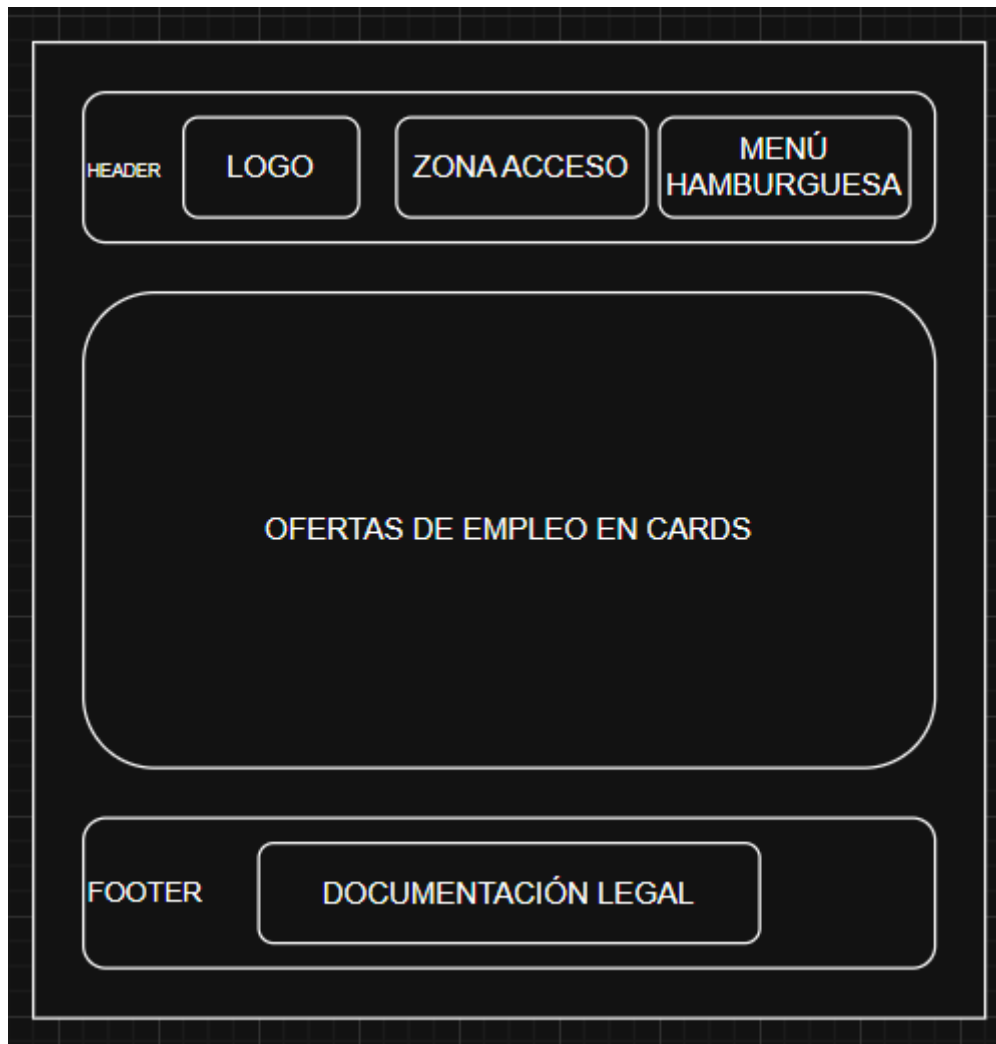 HEADER
LOGO
ZONA ACCESO
MENÚ
HAMBURGUESA
OFERTAS DE EMPLEO EN CARDS
FOOTER
DOCUMENTACIÓN LEGAL